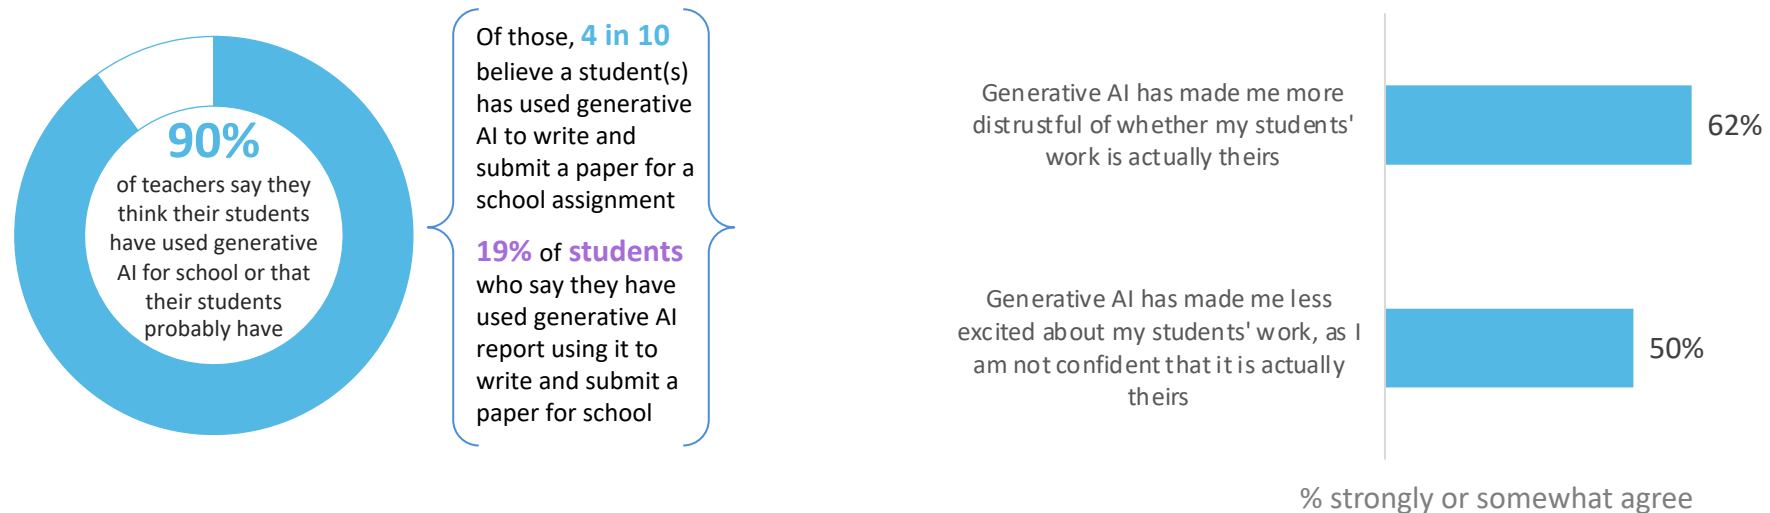 90%
of teachers say they
think their students
have used generative
AI for school or that
their students
probably have
Of those, 4 in 10
believe a student(s)
has used generative
AI to write and
submit a paper for a
school assignment
19% of students
who say they have
used generative AI
report using it to
write and submit a
paper for school
Generative AI has made me more
distrustful of whether my students'
work is actually theirs
62%
Generative AI has made me less
excited about my students' work, as I
am not confident that it is actually
theirs
50%
% strongly or somewhat agree